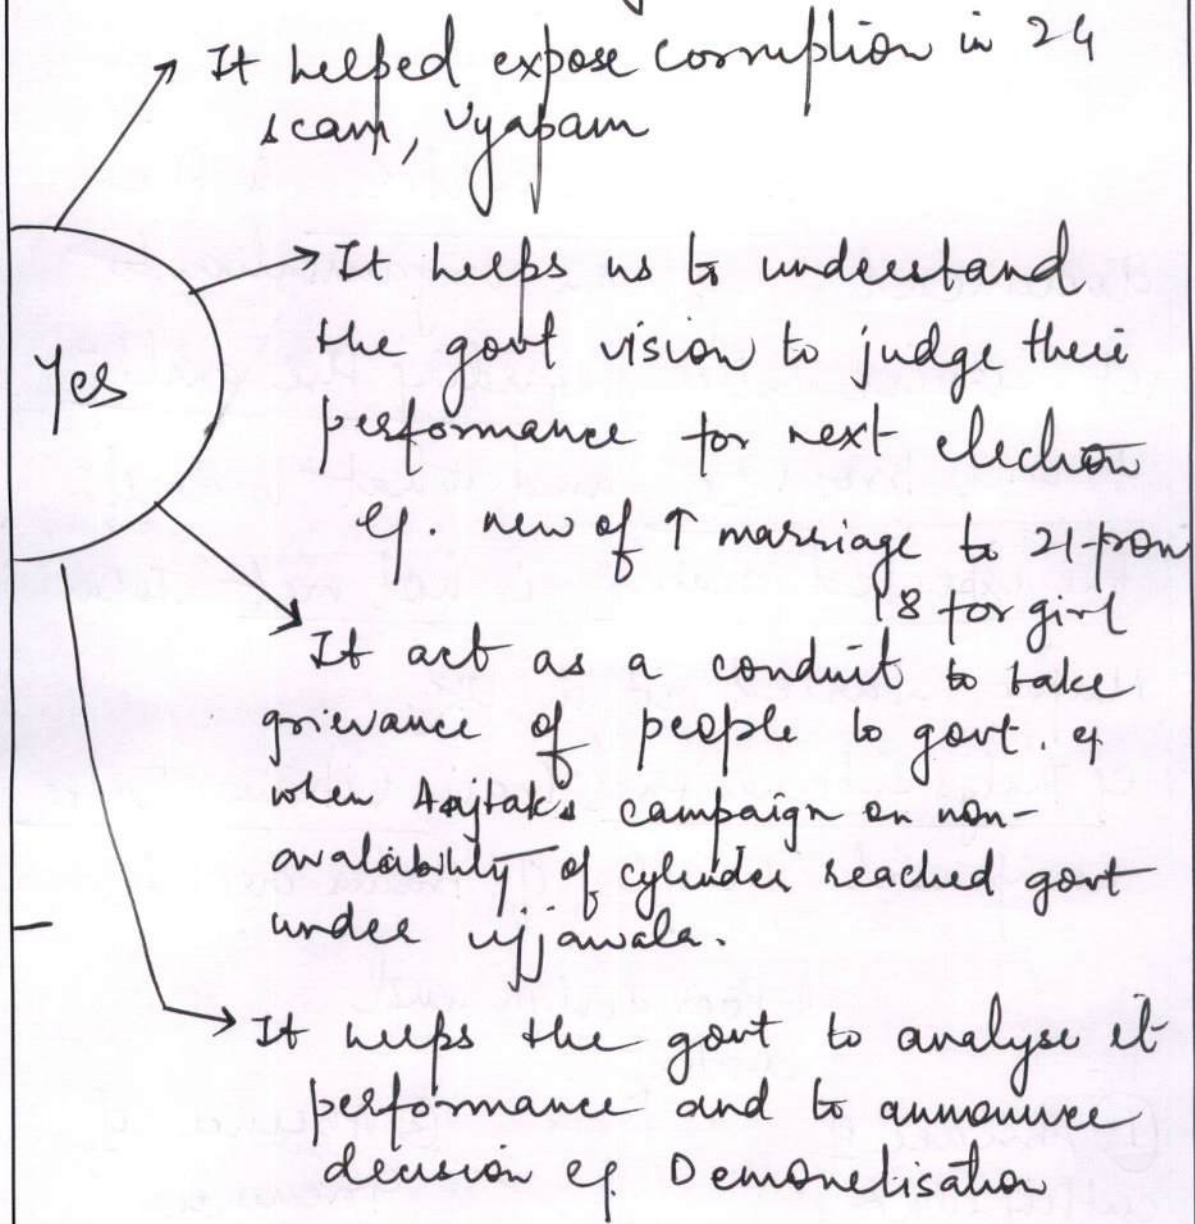 It helped expose corruption in 2G
scam, Vyapam
Yes
It helps us to understand
the govt vision to judge their
performance for next election
eg. new of ↑ marriage to 21 from
18 for girl
It act as a conduit to take
grievance of people to govt. eg
when Aajtak's campaign on non-
avalaibility of cylinder reached govt
under ujjawala.
It helps the govt to analyse it
performance and to announce
decision eg. Demonetisation